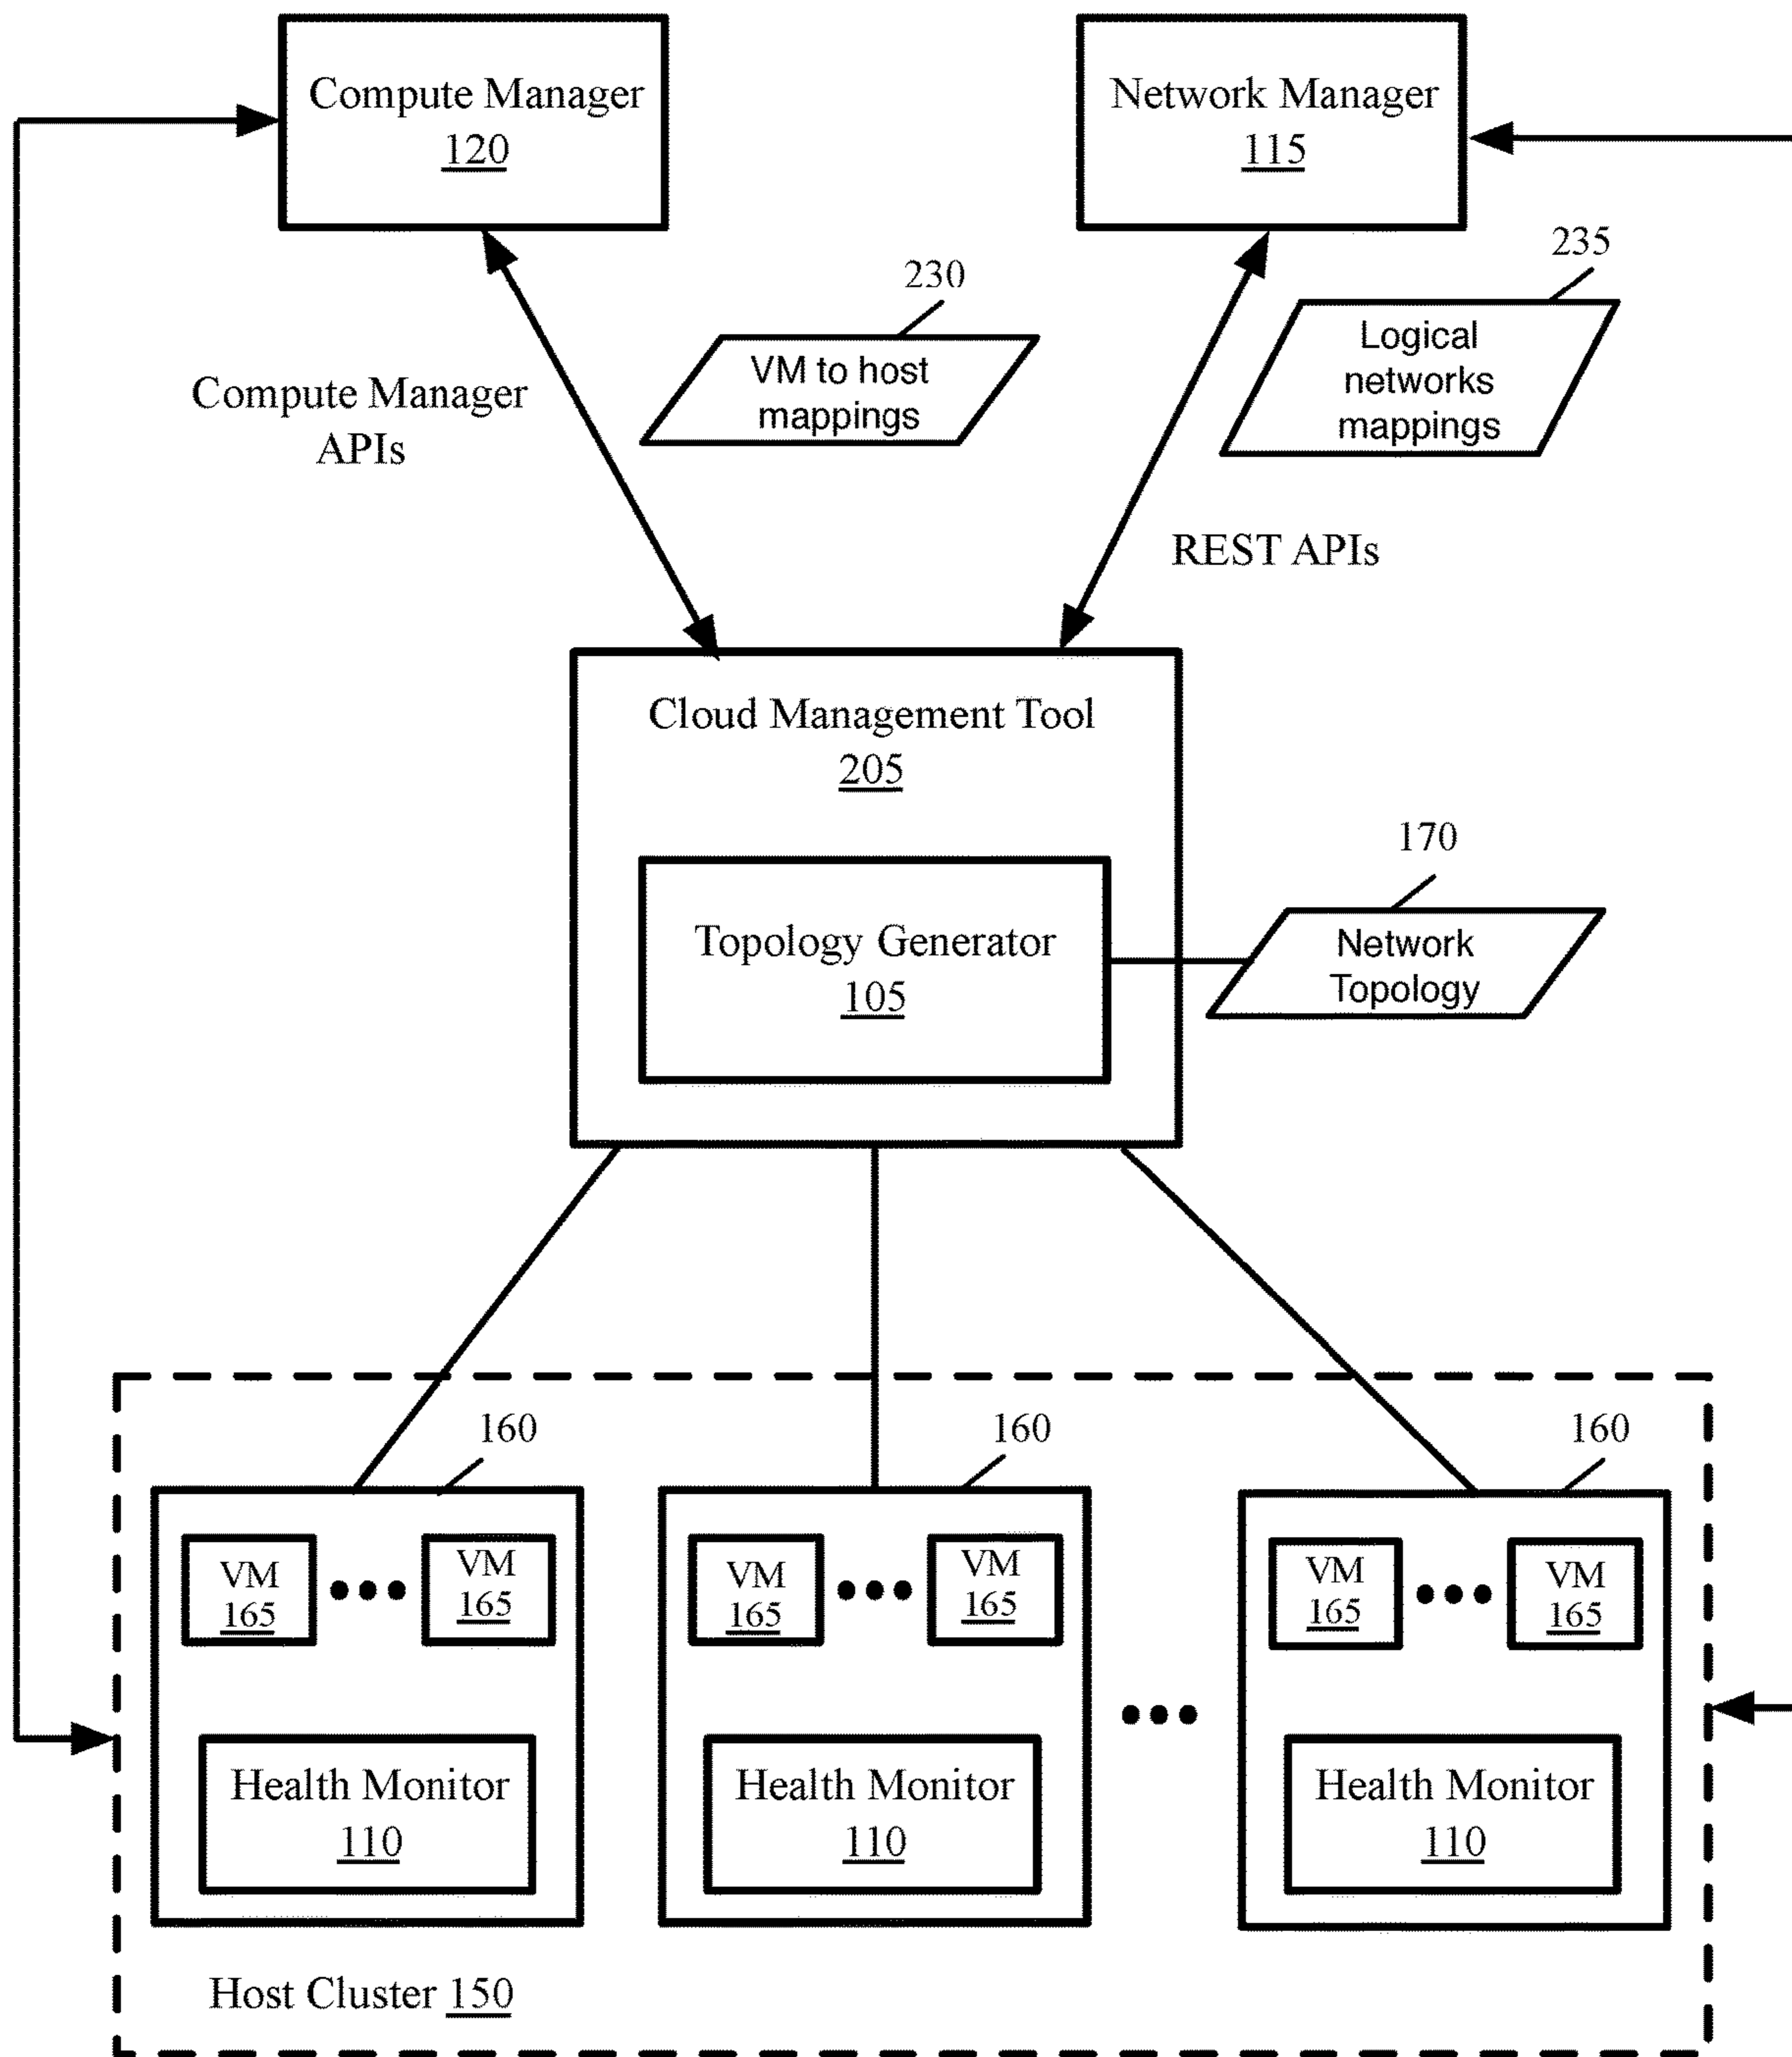 Compute Manager
120
Network Manager
115
235
230
Logical
networks
mappings
VM to host
mappings
Compute Manager
APIs
REST APIs
Cloud Management Tool
205
170
Topology Generator
105
Network
Topology
160
160
160
VM
165
VM
165
VM
165
VM
165
VM
165
VM
165
Health Monitor
110
Health Monitor
110
Health Monitor
110
Host Cluster 150